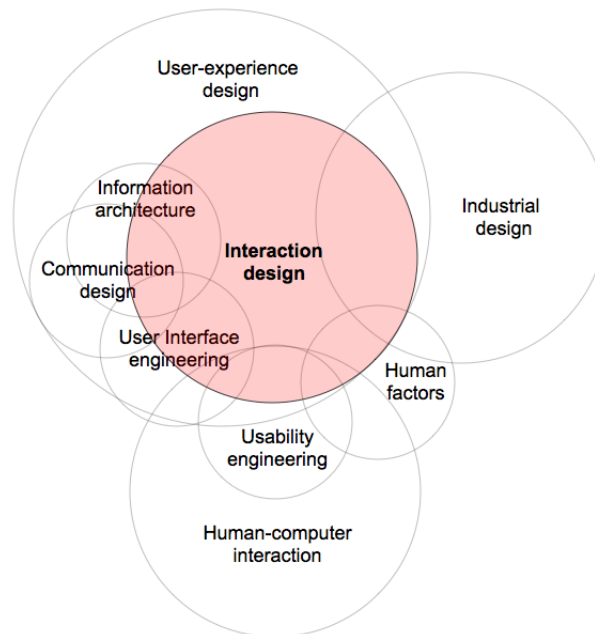 User-experience
design
Information
architecture
Industrial
design
Interaction
design
Communication
design
User Interface
engineering
Human
factors
Usability
engineering
Human-computer
interaction